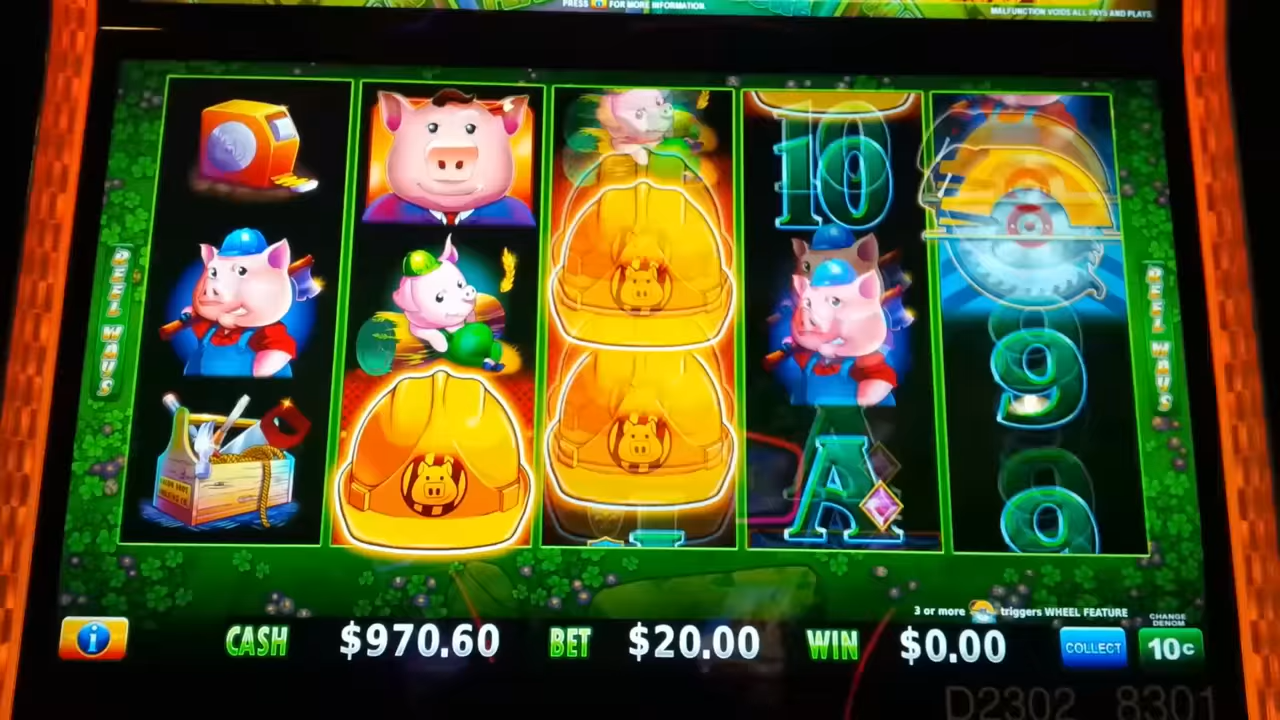 PRESS i FOR MORE INFORMATION
MALFUNCTION VOIDS ALL PAYS AND PLAYS
REEL WAYS
10
REEL WAYS
9
A
9
3 or more triggers WHEEL FEATURE
CHANGE DENOM
i
CASH $970.60 BET $20.00 WIN $0.00 COLLECT 10¢
D2302 8301